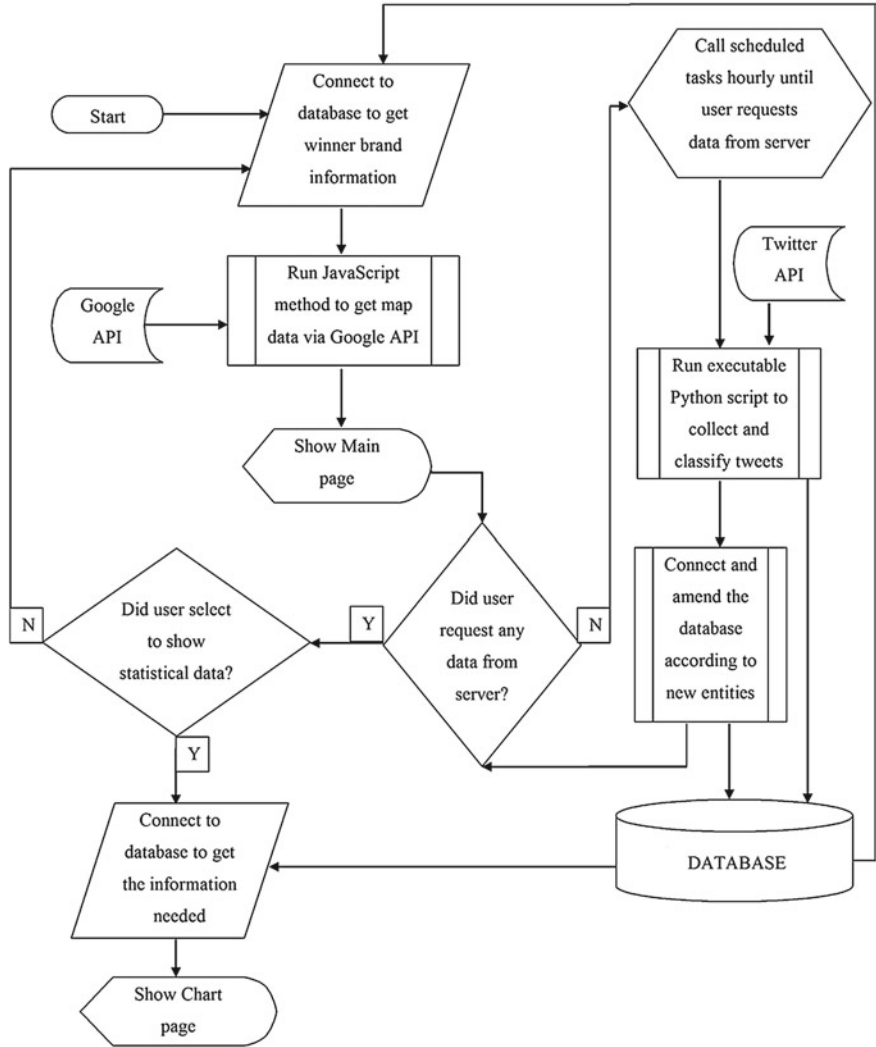 Start
Connect to
database to get
winner brand
information
Call scheduled
tasks hourly until
user requests
data from server
Google
API
Run JavaScript
method to get map
data via Google API
Twitter
API
Show Main
page
Run executable
Python script to
collect and
classify tweets
N
Did user select
to show
statistical data?
Y
Did user
request any
data from
server?
N
Connect and
amend the
database
according to
new entities
Y
Connect to
database to get
the information
needed
DATABASE
Show Chart
page